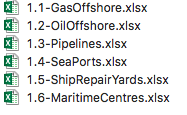 1.1-GasOffshore.xlsx
1.2-OilOffshore.xlsx
1.3-Pipelines.xlsx
1.4-SeaPorts.xlsx
1.5-ShipRepairYards.xlsx
1.6-MaritimeCentres.xlsx